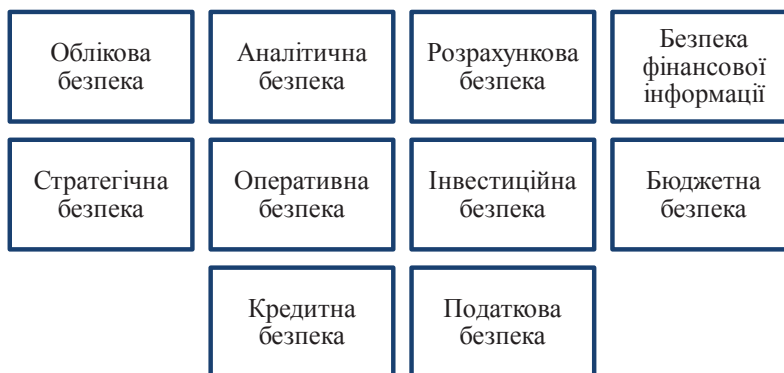 Облікова
безпека
Аналітична
безпека
Розрахункова
безпека
Безпека
фінансової
інформації
Стратегічна
безпека
Оперативна
безпека
Інвестиційна
безпека
Бюджетна
безпека
Кредитна
безпека
Податкова
безпека